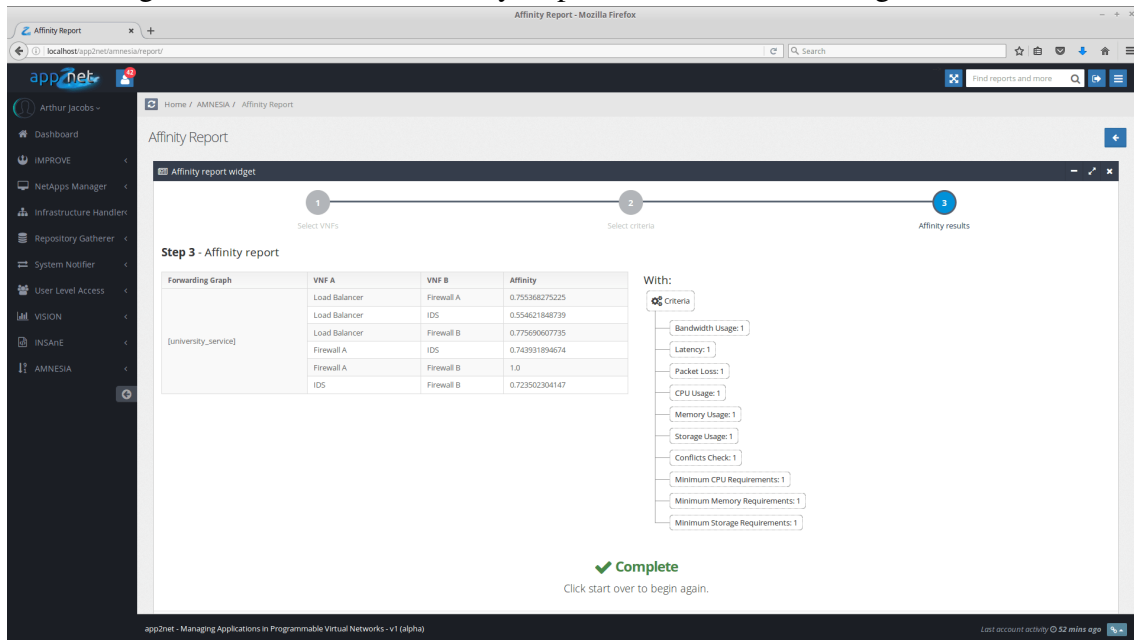 Affinity Report - Mozilla Firefox
Affinity Report
localhost/app2net/amnesia/report/
Search
app2net
42
Find reports and more
Arthur Jacobs
Home / AMNESIA / Affinity Report
Dashboard
Affinity Report
IMPROVE
Affinity report widget
NetApps Manager
1
2
3
Infrastructure Handler
Select VNFs
Select criteria
Affinity results
Repository Gatherer
Step 3 - Affinity report
System Notifier
User Level Access
VISION
INSAnE
AMNESIA
Forwarding Graph VNF A VNF B Affinity
Load Balancer Firewall A 0.755368275225
Load Balancer IDS 0.554621848739
Load Balancer Firewall B 0.775690607735
[university_service]
Firewall A IDS 0.743931894674
Firewall A Firewall B 1.0
IDS Firewall B 0.723502304147
With:
Criteria
Bandwidth Usage: 1
Latency: 1
Packet Loss: 1
CPU Usage: 1
Memory Usage: 1
Storage Usage: 1
Conflicts Check: 1
Minimum CPU Requirements: 1
Minimum Memory Requirements: 1
Minimum Storage Requirements: 1
Complete
Click start over to begin again.
app2net - Managing Applications in Programmable Virtual Networks - v1 (alpha)
Last account activity 52 mins ago